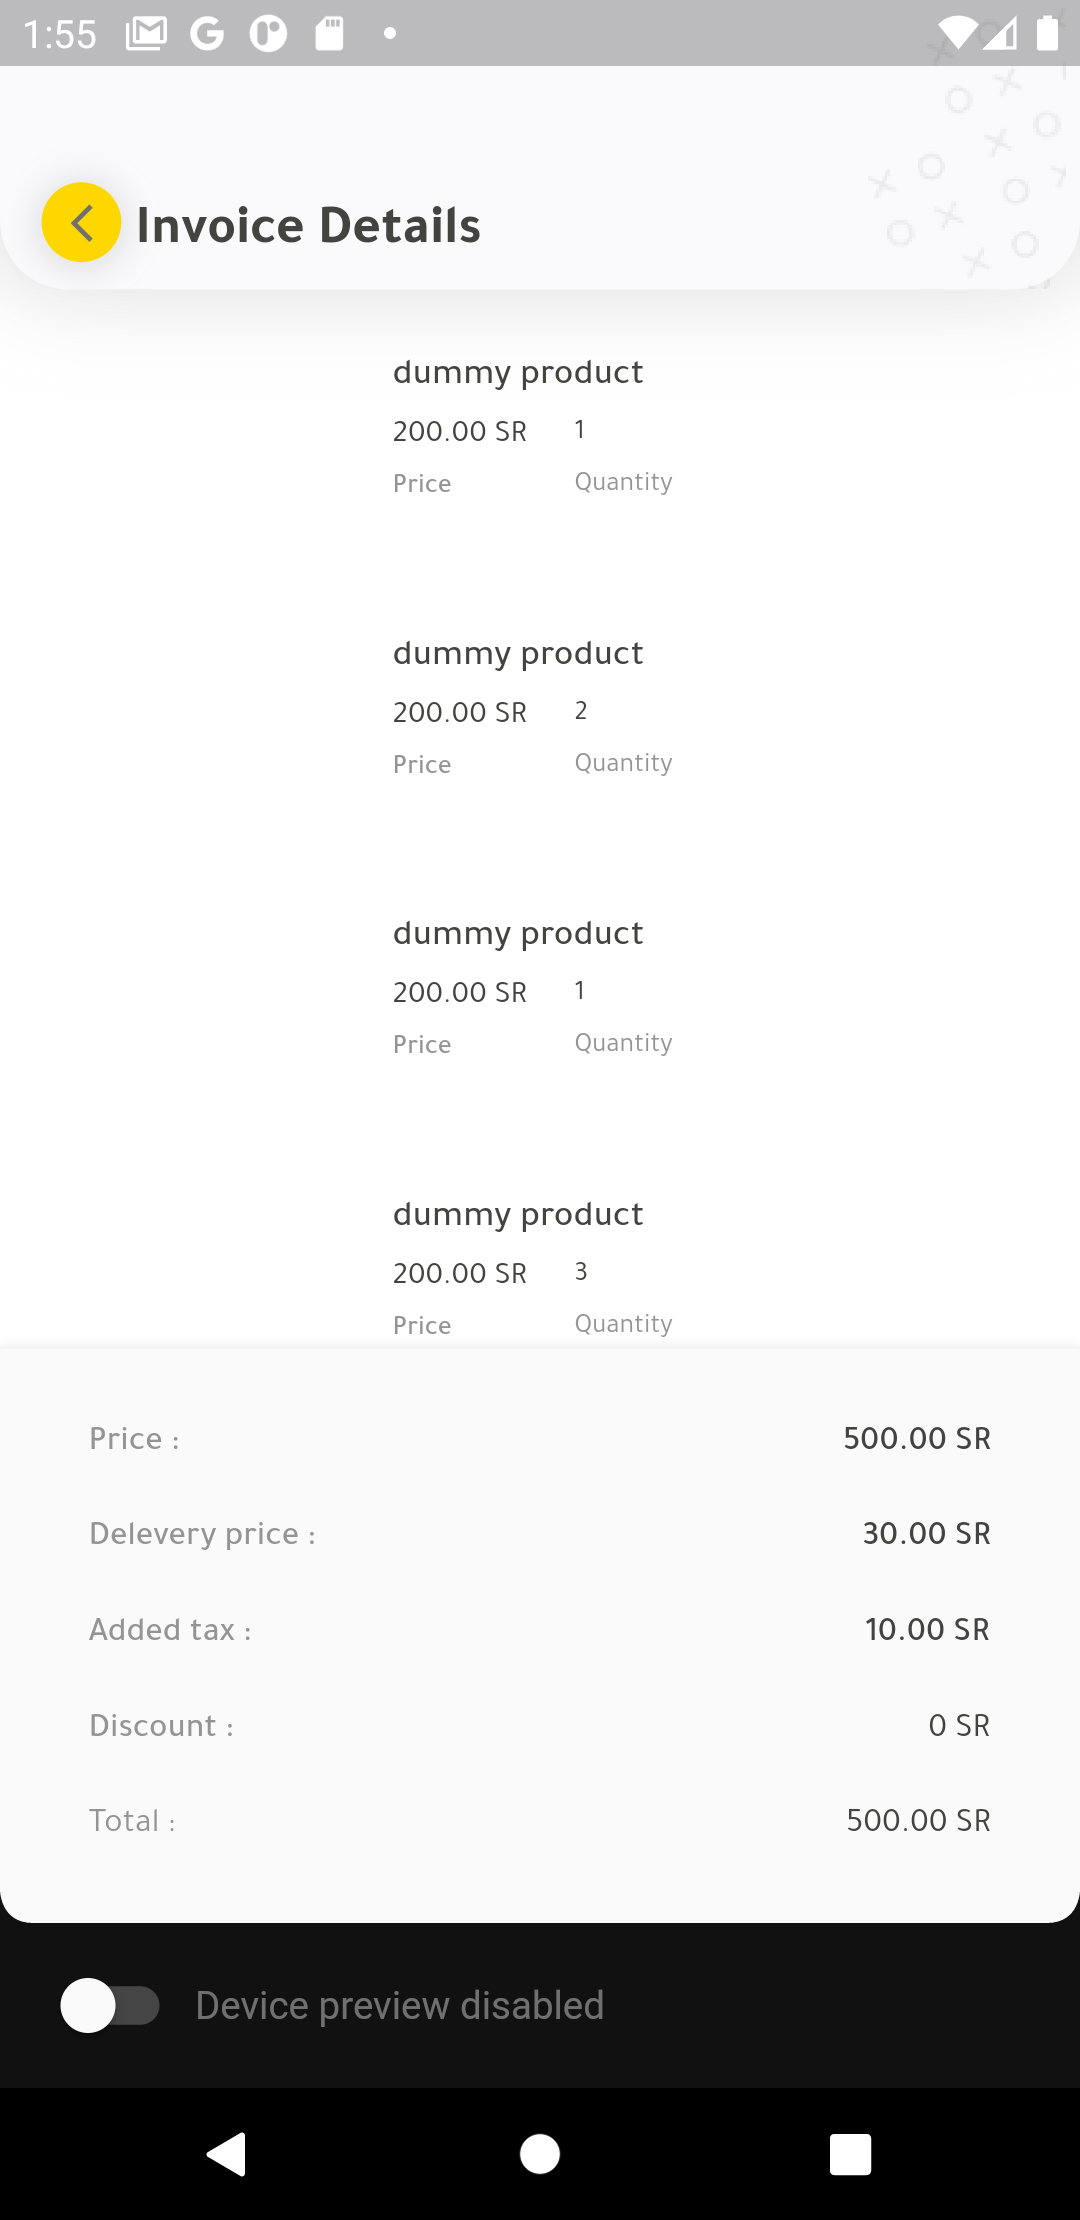 1:55
Invoice Details
dummy product
200.00 SR 1
Price Quantity
dummy product
200.00 SR 2
Price Quantity
dummy product
200.00 SR 1
Price Quantity
dummy product
200.00 SR 3
Price Quantity
Price : 500.00 SR
Delevery price : 30.00 SR
Added tax : 10.00 SR
Discount : 0 SR
Total : 500.00 SR
Device preview disabled